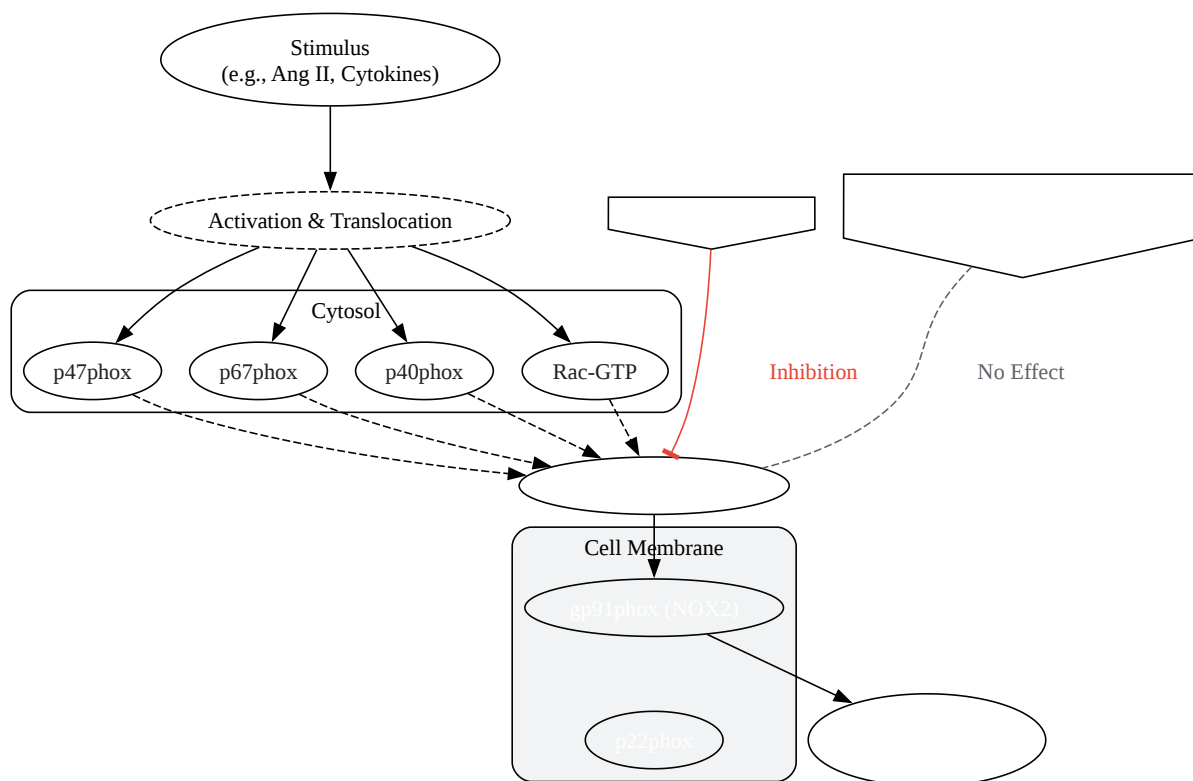 Stimulus
(e.g., Ang II, Cytokines)
Activation & Translocation
Cytosol
p47phox
p67phox
p40phox
Rac-GTP
Inhibition
No Effect
Cell Membrane
gp91phox (NOX2)
p22phox